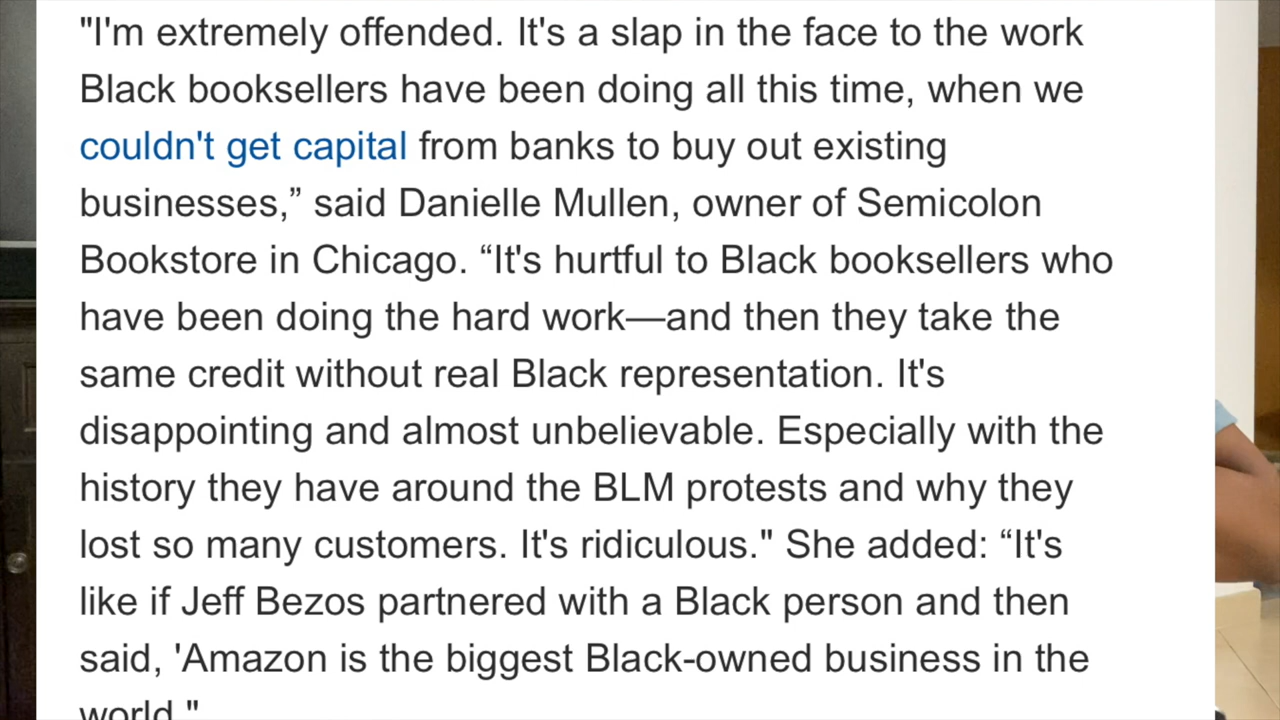 "I'm extremely offended. It's a slap in the face to the work
Black booksellers have been doing all this time, when we
couldn't get capital from banks to buy out existing
businesses,” said Danielle Mullen, owner of Semicolon
Bookstore in Chicago. “It's hurtful to Black booksellers who
have been doing the hard work—and then they take the
same credit without real Black representation. It's
disappointing and almost unbelievable. Especially with the
history they have around the BLM protests and why they
lost so many customers. It's ridiculous." She added: “It's
like if Jeff Bezos partnered with a Black person and then
said, 'Amazon is the biggest Black-owned business in the
world."